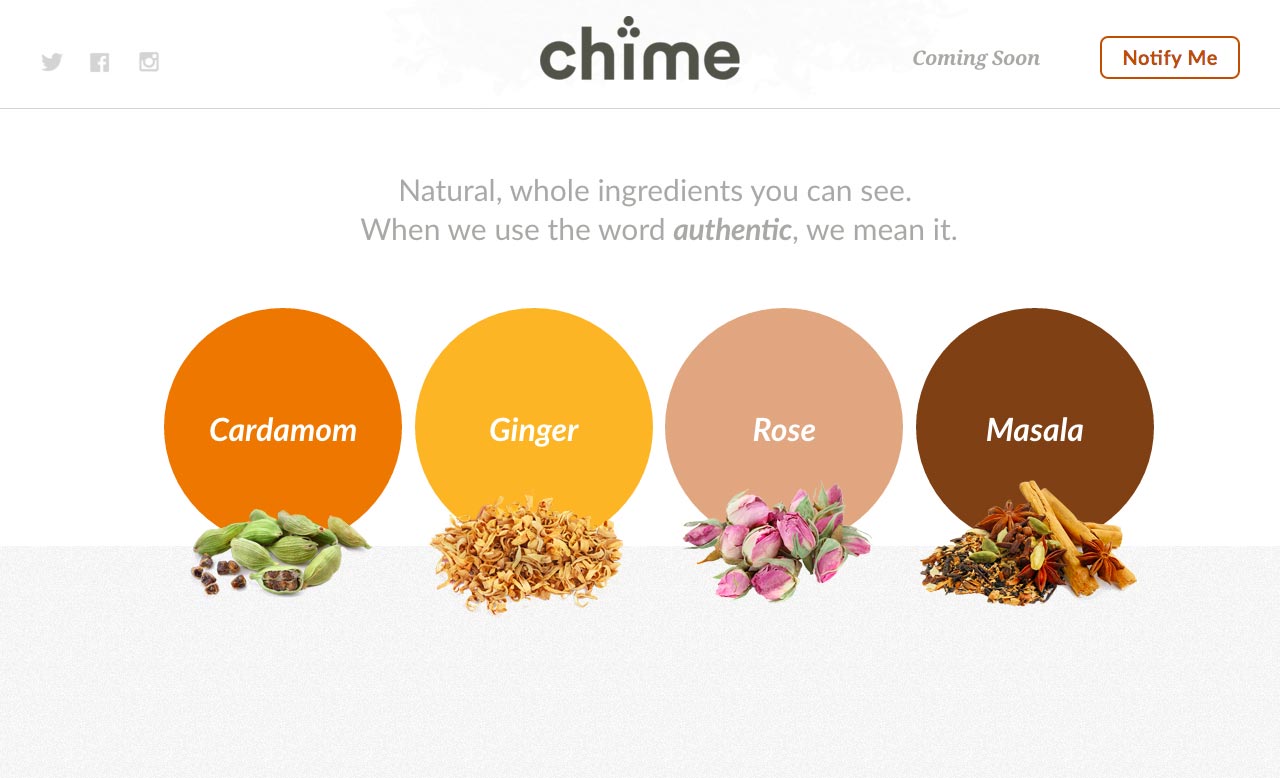 chime
Coming Soon
Notify Me
Natural, whole ingredients you can see.
When we use the word authentic, we mean it.
Cardamom
Ginger
Rose
Masala